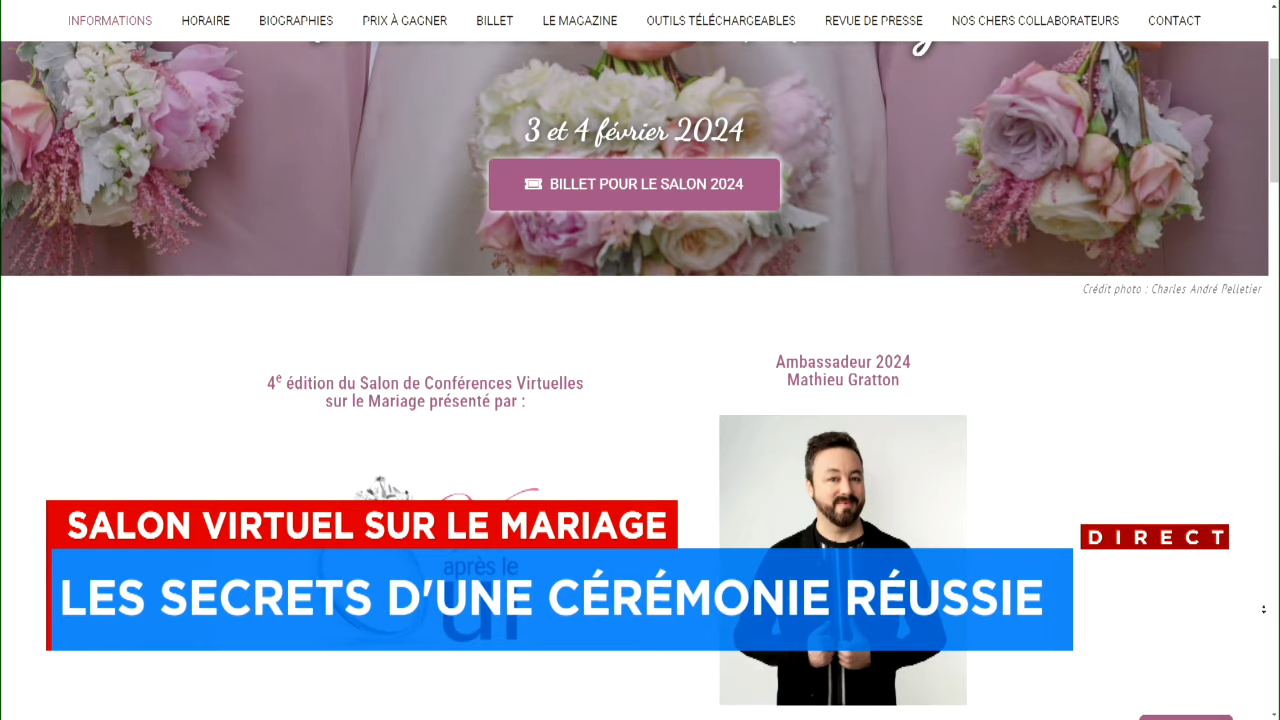 INFORMATIONS HORAIRE BIOGRAPHIES PRIX À GAGNER BILLET LE MAGAZINE OUTILS TÉLÉCHARGEABLES REVUE DE PRESSE NOS CHERS COLLABORATEURS CONTACT
3 et 4 février 2024
BILLET POUR LE SALON 2024
Crédit photo : Charles André Pelletier
4e édition du Salon de Conférences Virtuelles
sur le Mariage présenté par :
Ambassadeur 2024
Mathieu Gratton
SALON VIRTUEL SUR LE MARIAGE
DIRECT
après le
LES SECRETS D'UNE CÉRÉMONIE RÉUSSIE